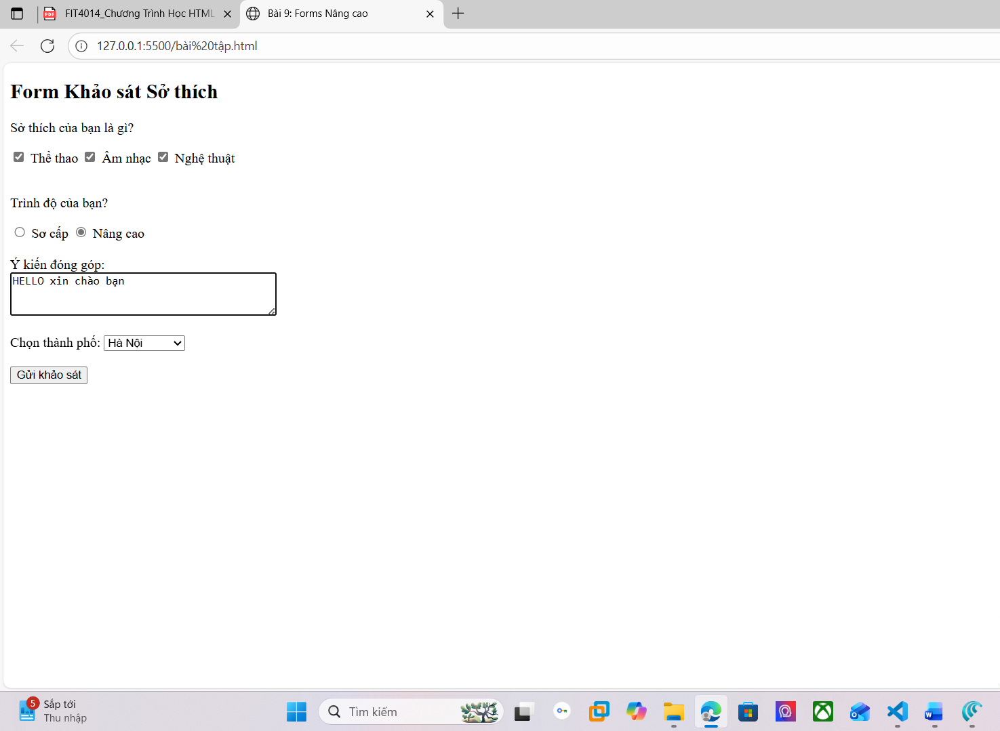 FIT4014_Chương Trình Học HTML
Bài 9: Forms Nâng cao
127.0.0.1:5500/bài%20tập.html
Form Khảo sát Sở thích
Sở thích của bạn là gì?
Thể thao Âm nhạc Nghệ thuật
Trình độ của bạn?
Sơ cấp Nâng cao
Ý kiến đóng góp:
HELLO xin chào bạn
Chọn thành phố: Hà Nội
Gửi khảo sát
5 Sắp tới
Thu nhập
Tìm kiếm